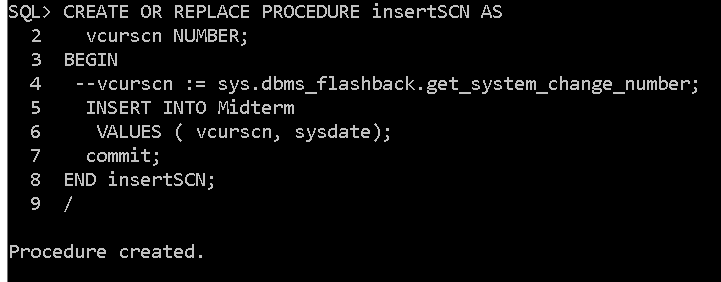 SQL> CREATE OR REPLACE PROCEDURE insertSCN AS
  2    vcurscn NUMBER;
  3  BEGIN
  4   --vcurscn := sys.dbms_flashback.get_system_change_number;
  5    INSERT INTO Midterm
  6     VALUES ( vcurscn, sysdate);
  7    commit;
  8  END insertSCN;
  9  /
Procedure created.